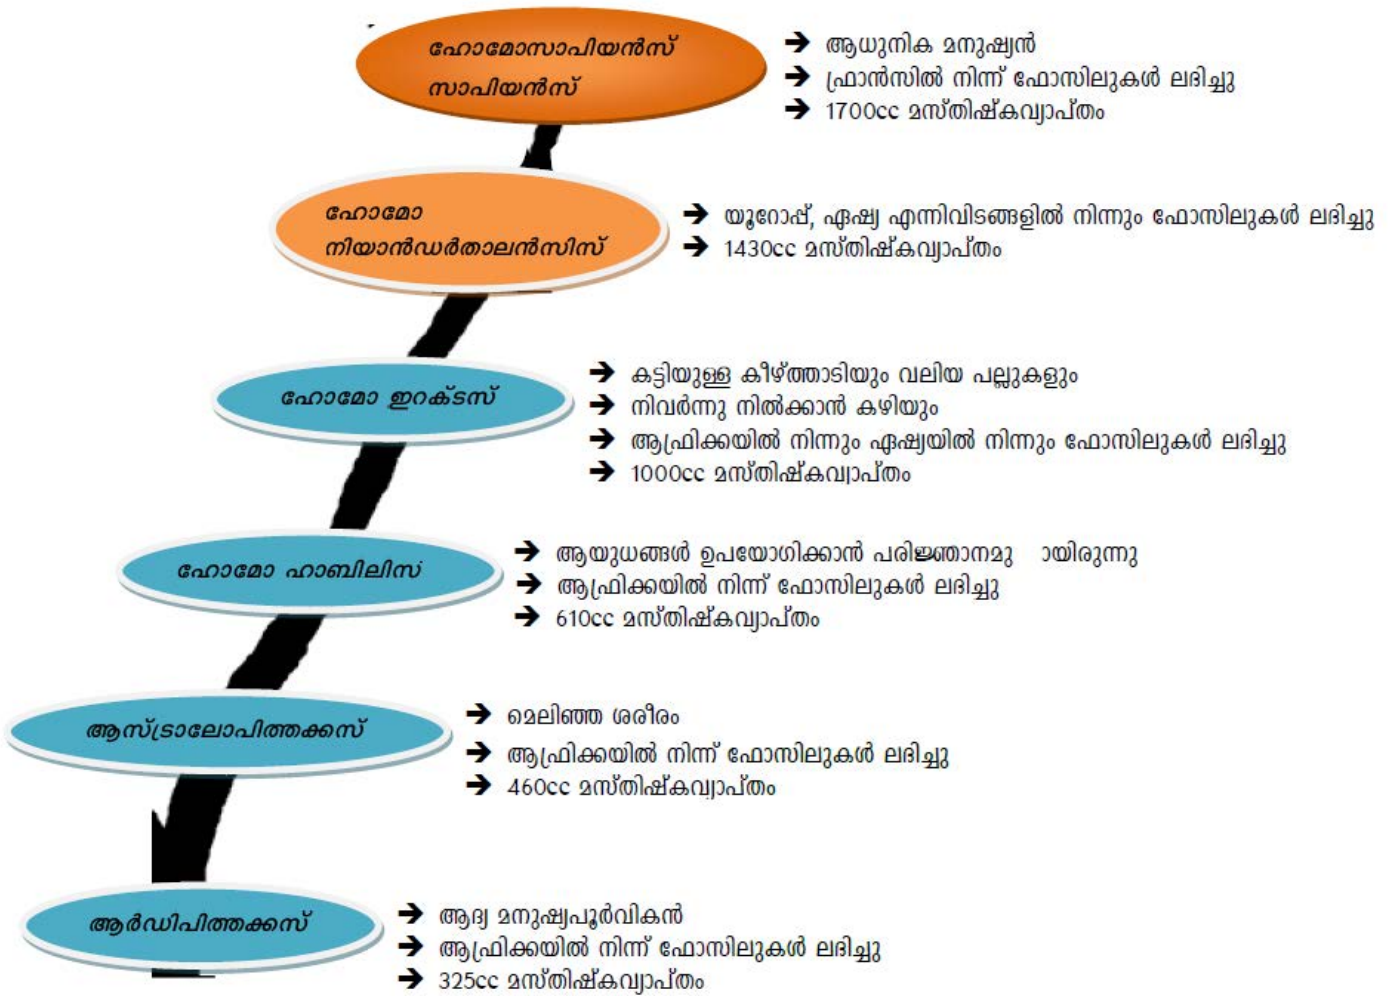 ഹോമോസാപിയൻസ്
സാപിയൻസ്
➔ ആധുനിക മനുഷ്യൻ
➔ ഫ്രാൻസിൽ നിന്ന് ഫോസിലുകൾ ലഭിച്ചു
➔ 1700cc മസ്തിഷ്കവ്യാപ്തം
ഹോമോ
നിയാൻഡർതാലൻസിസ്
➔ യൂറോപ്പ്, ഏഷ്യ എന്നിവിടങ്ങളിൽ നിന്നും ഫോസിലുകൾ ലഭിച്ചു
➔ 1430cc മസ്തിഷ്കവ്യാപ്തം
ഹോമോ ഇറക്ടസ്
➔ കട്ടിയുള്ള കീഴ്ത്താടിയും വലിയ പല്ലുകളും
➔ നിവർന്നു നിൽക്കാൻ കഴിയും
➔ ആഫ്രിക്കയിൽ നിന്നും ഏഷ്യയിൽ നിന്നും ഫോസിലുകൾ ലഭിച്ചു
➔ 1000cc മസ്തിഷ്കവ്യാപ്തം
ഹോമോ ഹാബിലിസ്
➔ ആയുധങ്ങൾ ഉപയോഗിക്കാൻ പരിജ്ഞാനമു ായിരുന്നു
➔ ആഫ്രിക്കയിൽ നിന്ന് ഫോസിലുകൾ ലഭിച്ചു
➔ 610cc മസ്തിഷ്കവ്യാപ്തം
ആസ്ട്രാലോപിത്തക്കസ്
➔ മെലിഞ്ഞ ശരീരം
➔ ആഫ്രിക്കയിൽ നിന്ന് ഫോസിലുകൾ ലഭിച്ചു
➔ 460cc മസ്തിഷ്കവ്യാപ്തം
ആർഡിപിത്തക്കസ്
➔ ആദ്യ മനുഷ്യപൂർവികൻ
➔ ആഫ്രിക്കയിൽ നിന്ന് ഫോസിലുകൾ ലഭിച്ചു
➔ 325cc മസ്തിഷ്കവ്യാപ്തം